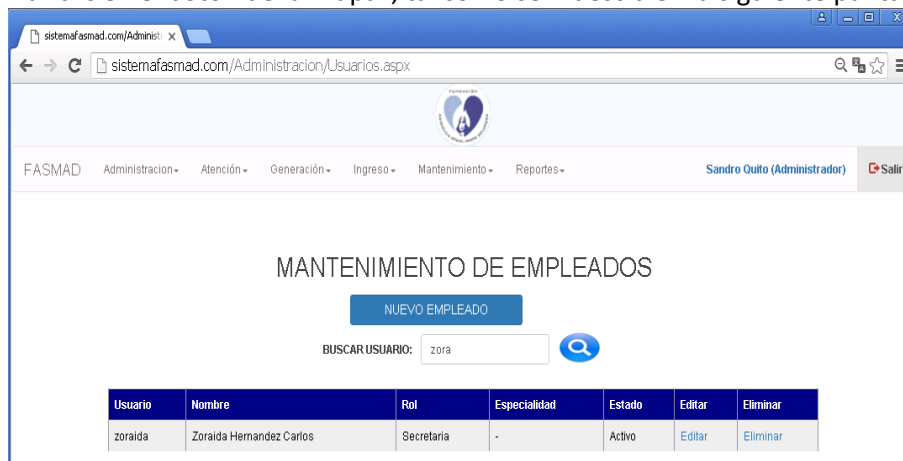 sistemafasmad.com/Administ
sistemafasmad.com/Administracion/Usuarios.aspx
FASMAD Administracion Atención Generación Ingreso Mantenimiento Reportes Sandro Quito (Administrador) Salir
MANTENIMIENTO DE EMPLEADOS
NUEVO EMPLEADO
BUSCAR USUARIO: zora
Usuario Nombre Rol Especialidad Estado Editar Eliminar
zoraida Zoraida Hernandez Carlos Secretaria - Activo Editar Eliminar